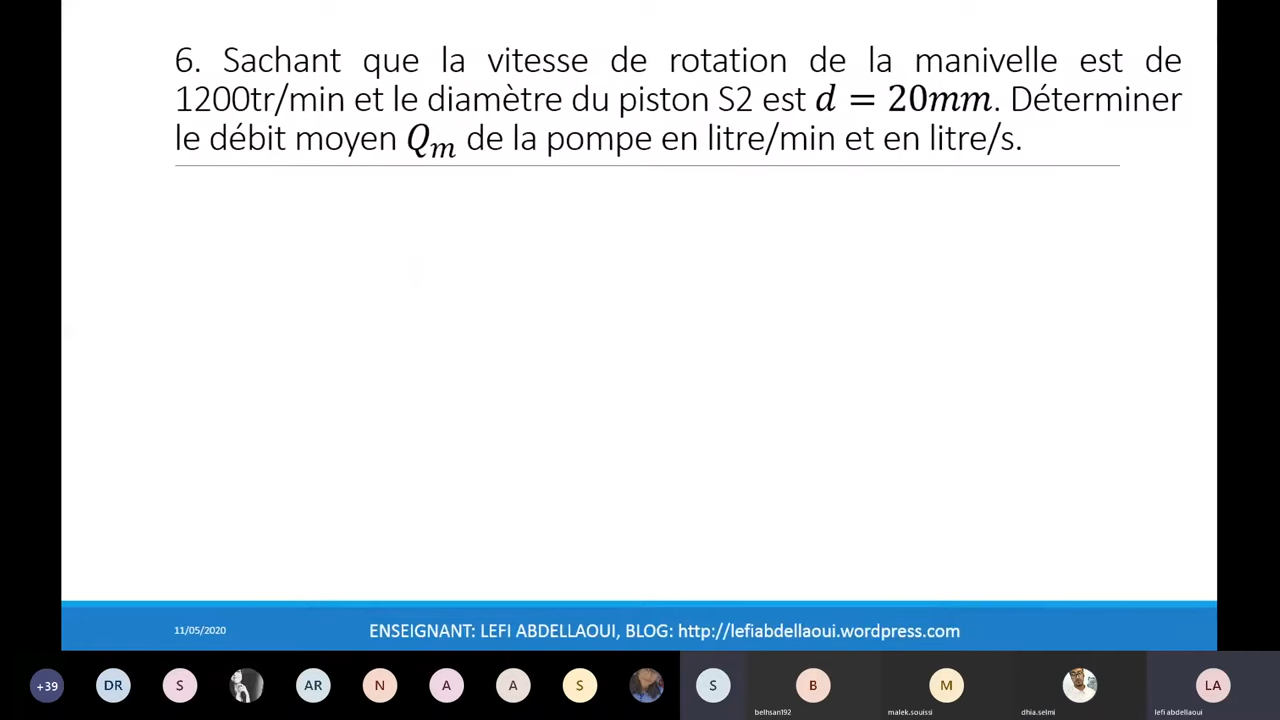 6. Sachant que la vitesse de rotation de la manivelle est de
1200tr/min et le diamètre du piston S2 est d = 20mm. Déterminer
le débit moyen Qm de la pompe en litre/min et en litre/s.
11/05/2020
ENSEIGNANT: LEFI ABDELLAOUI, BLOG: http://lefiabdellaoui.wordpress.com
+39 DR S AR N A A S S B M LA
belhsan192 malek.souissi dhia.selmi lefi abdellaoui